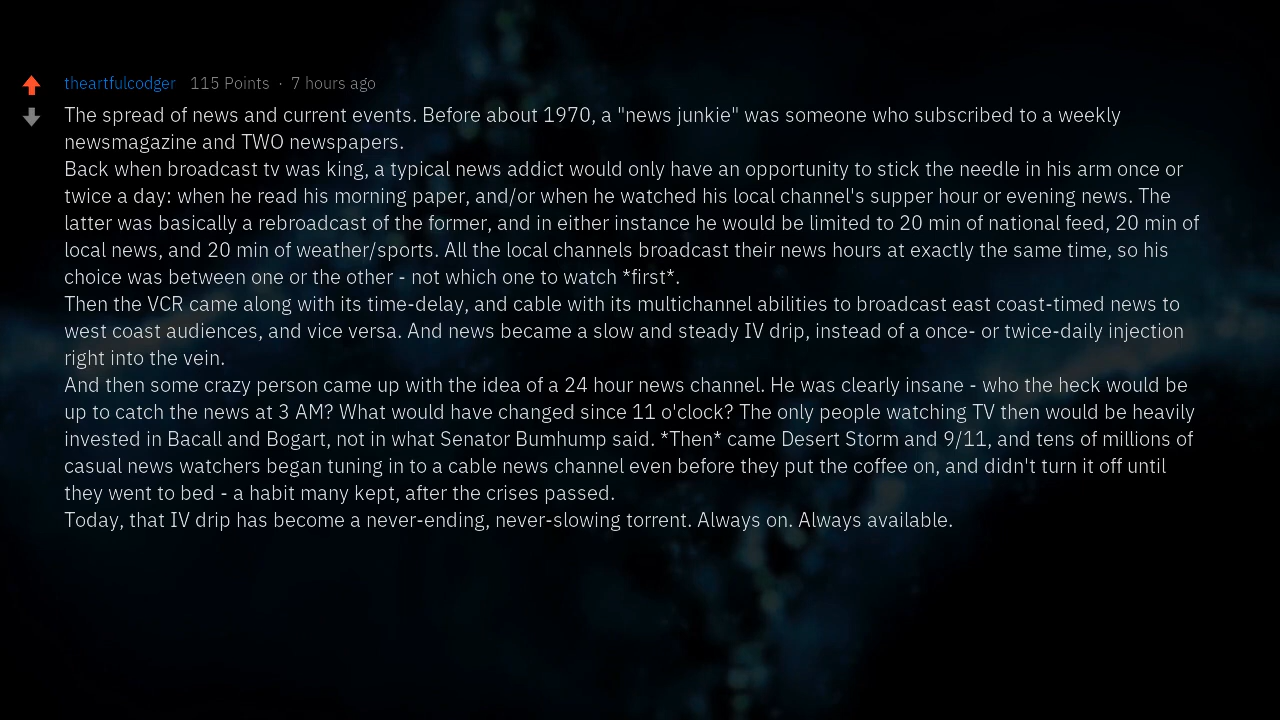 theartfulcodger 115 Points · 7 hours ago
The spread of news and current events. Before about 1970, a "news junkie" was someone who subscribed to a weekly
newsmagazine and TWO newspapers.
Back when broadcast tv was king, a typical news addict would only have an opportunity to stick the needle in his arm once or
twice a day: when he read his morning paper, and/or when he watched his local channel's supper hour or evening news. The
latter was basically a rebroadcast of the former, and in either instance he would be limited to 20 min of national feed, 20 min of
local news, and 20 min of weather/sports. All the local channels broadcast their news hours at exactly the same time, so his
choice was between one or the other - not which one to watch *first*.
Then the VCR came along with its time-delay, and cable with its multichannel abilities to broadcast east coast-timed news to
west coast audiences, and vice versa. And news became a slow and steady IV drip, instead of a once- or twice-daily injection
right into the vein.
And then some crazy person came up with the idea of a 24 hour news channel. He was clearly insane - who the heck would be
up to catch the news at 3 AM? What would have changed since 11 o'clock? The only people watching TV then would be heavily
invested in Bacall and Bogart, not in what Senator Bumhump said. *Then* came Desert Storm and 9/11, and tens of millions of
casual news watchers began tuning in to a cable news channel even before they put the coffee on, and didn't turn it off until
they went to bed - a habit many kept, after the crises passed.
Today, that IV drip has become a never-ending, never-slowing torrent. Always on. Always available.